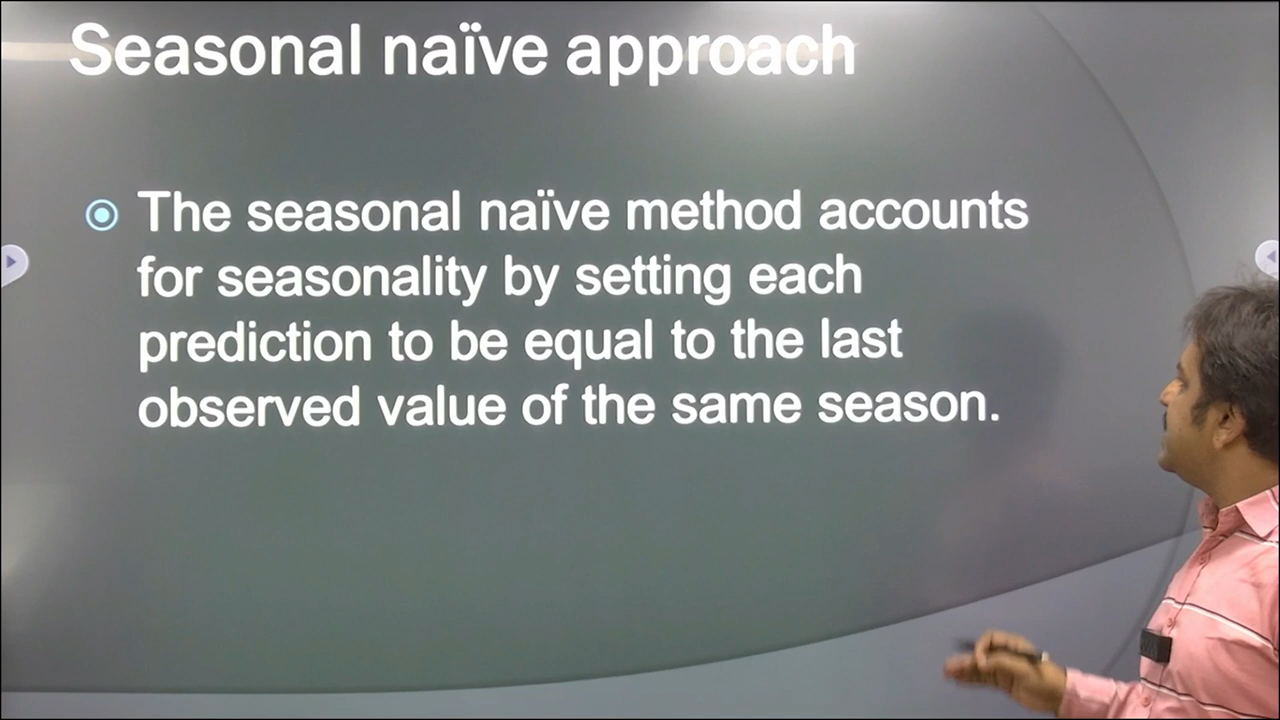 Seasonal naïve approach
The seasonal naïve method accounts
for seasonality by setting each
prediction to be equal to the last
observed value of the same season.